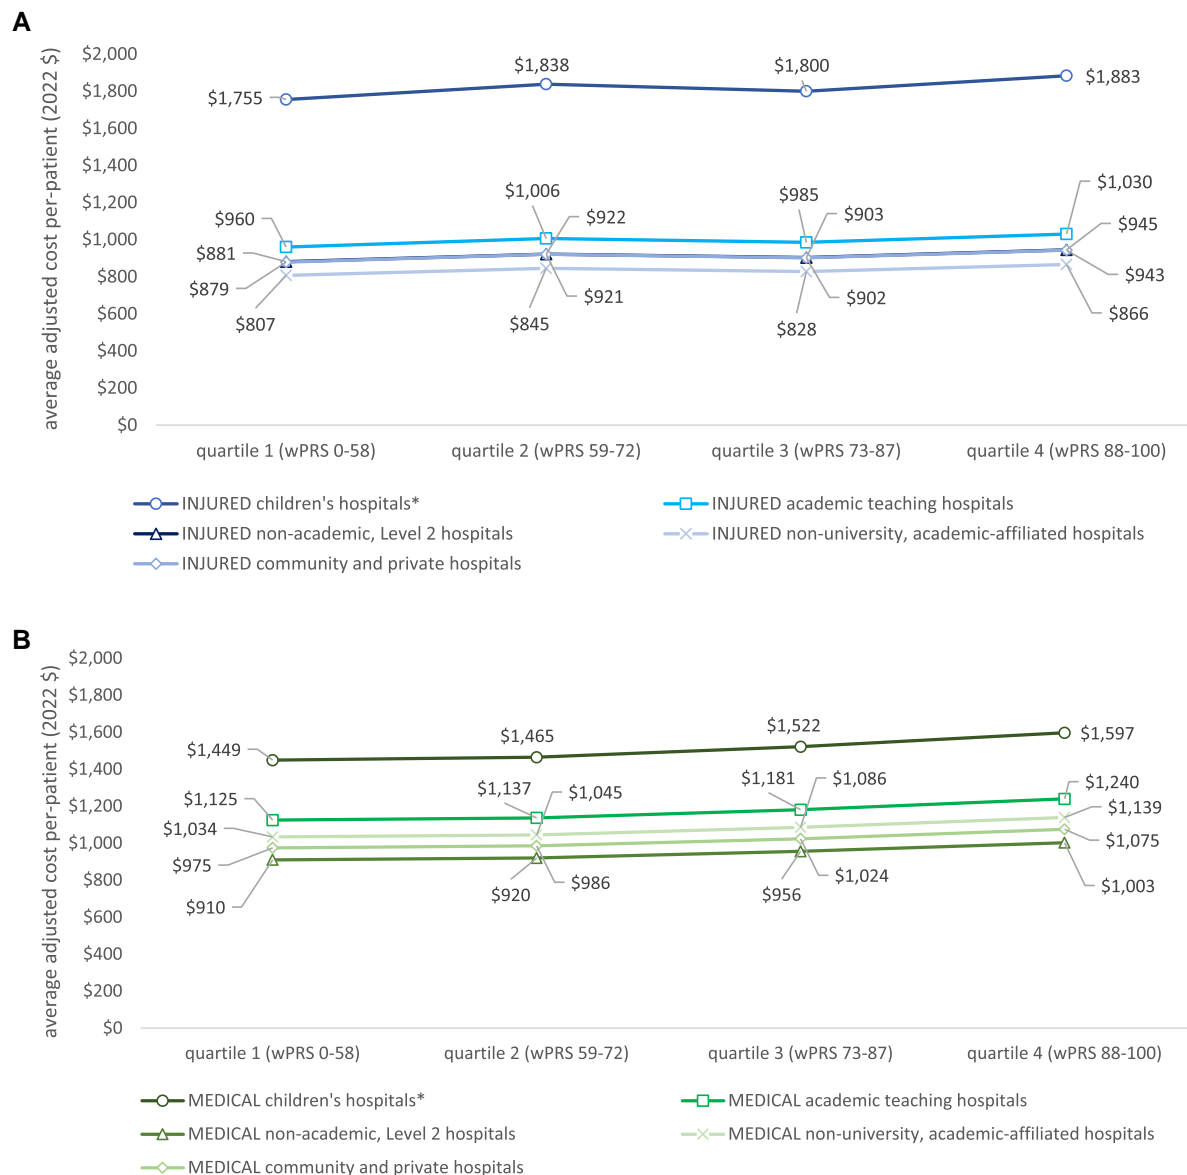 A
average adjusted cost per-patient (2022 $)
$2,000
$1,800
$1,600
$1,400
$1,200
$1,000
$800
$600
$400
$200
$0
$1,755
$1,838
$1,800
$1,883
$960
$1,006
$985
$1,030
$881
$922
$903
$945
$879
$921
$902
$943
$807
$845
$828
$866
quartile 1 (wPRS 0-58)
quartile 2 (wPRS 59-72)
quartile 3 (wPRS 73-87)
quartile 4 (wPRS 88-100)
INJURED children's hospitals*
INJURED academic teaching hospitals
INJURED non-academic, Level 2 hospitals
INJURED non-university, academic-affiliated hospitals
INJURED community and private hospitals
B
average adjusted cost per-patient (2022 $)
$2,000
$1,800
$1,600
$1,400
$1,200
$1,000
$800
$600
$400
$200
$0
$1,449
$1,465
$1,522
$1,597
$1,125
$1,137
$1,181
$1,240
$1,034
$1,045
$1,086
$1,139
$975
$986
$1,024
$1,075
$910
$920
$956
$1,003
quartile 1 (wPRS 0-58)
quartile 2 (wPRS 59-72)
quartile 3 (wPRS 73-87)
quartile 4 (wPRS 88-100)
MEDICAL children's hospitals*
MEDICAL academic teaching hospitals
MEDICAL non-academic, Level 2 hospitals
MEDICAL non-university, academic-affiliated hospitals
MEDICAL community and private hospitals